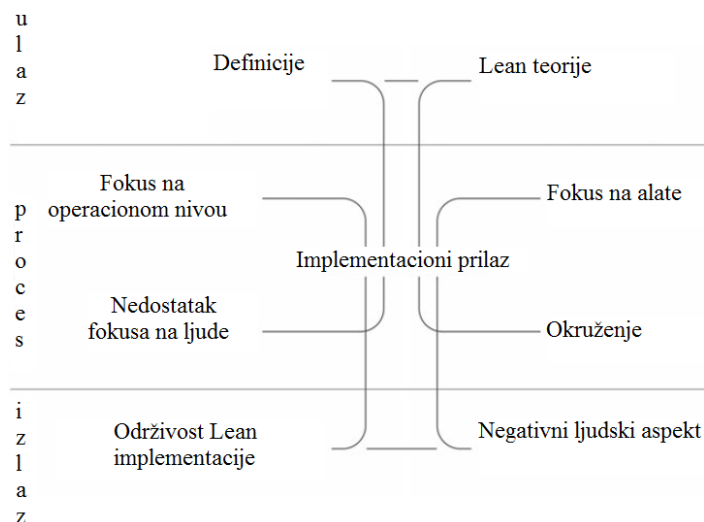 u
l
a
z
Definicije
Lean teorije
p
r
o
c
e
s
Fokus na
operacionom nivou
Fokus na alate
Implementacioni prilaz
Nedostatak
fokusa na ljude
Okruženje
i
z
l
a
z
Održivost Lean
implementacije
Negativni ljudski aspekt